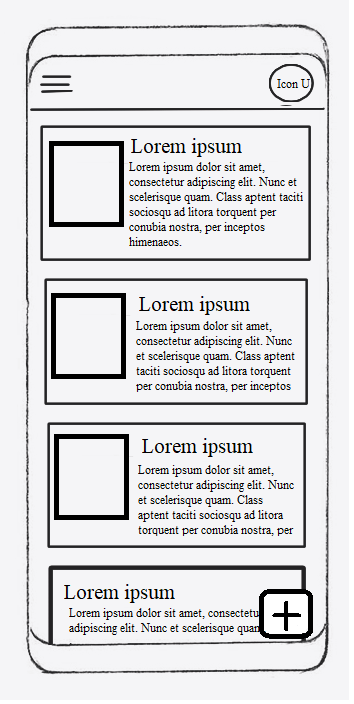 Icon U
Lorem ipsum
Lorem ipsum dolor sit amet,
consectetur adipiscing elit. Nunc et
scelerisque quam. Class aptent taciti
sociosqu ad litora torquent per
conubia nostra, per inceptos
himenaeos.
Lorem ipsum
Lorem ipsum dolor sit amet,
consectetur adipiscing elit. Nunc
et scelerisque quam. Class aptent
taciti sociosqu ad litora torquent
per conubia nostra, per inceptos
Lorem ipsum
Lorem ipsum dolor sit amet,
consectetur adipiscing elit. Nunc
et scelerisque quam. Class
aptent taciti sociosqu ad litora
torquent per conubia nostra, per
Lorem ipsum
Lorem ipsum dolor sit amet, consectetu
adipiscing elit. Nunc et scelerisque quam